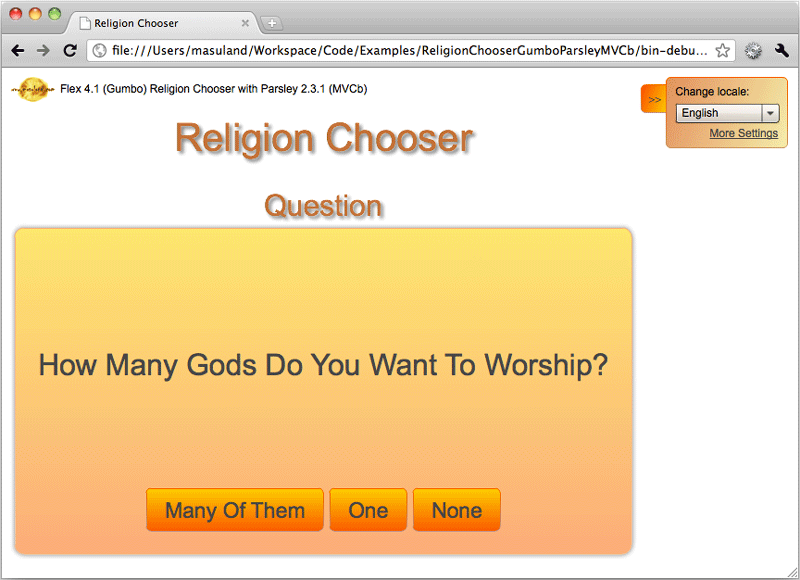 Religion Chooser
file:///Users/masuland/Workspace/Code/Examples/ReligionChooserGumboParsleyMVCb/bin-debu...
Flex 4.1 (Gumbo) Religion Chooser with Parsley 2.3.1 (MVCb)
>>
Change locale:
English
More Settings
Religion Chooser
Question
How Many Gods Do You Want To Worship?
Many Of Them
One
None